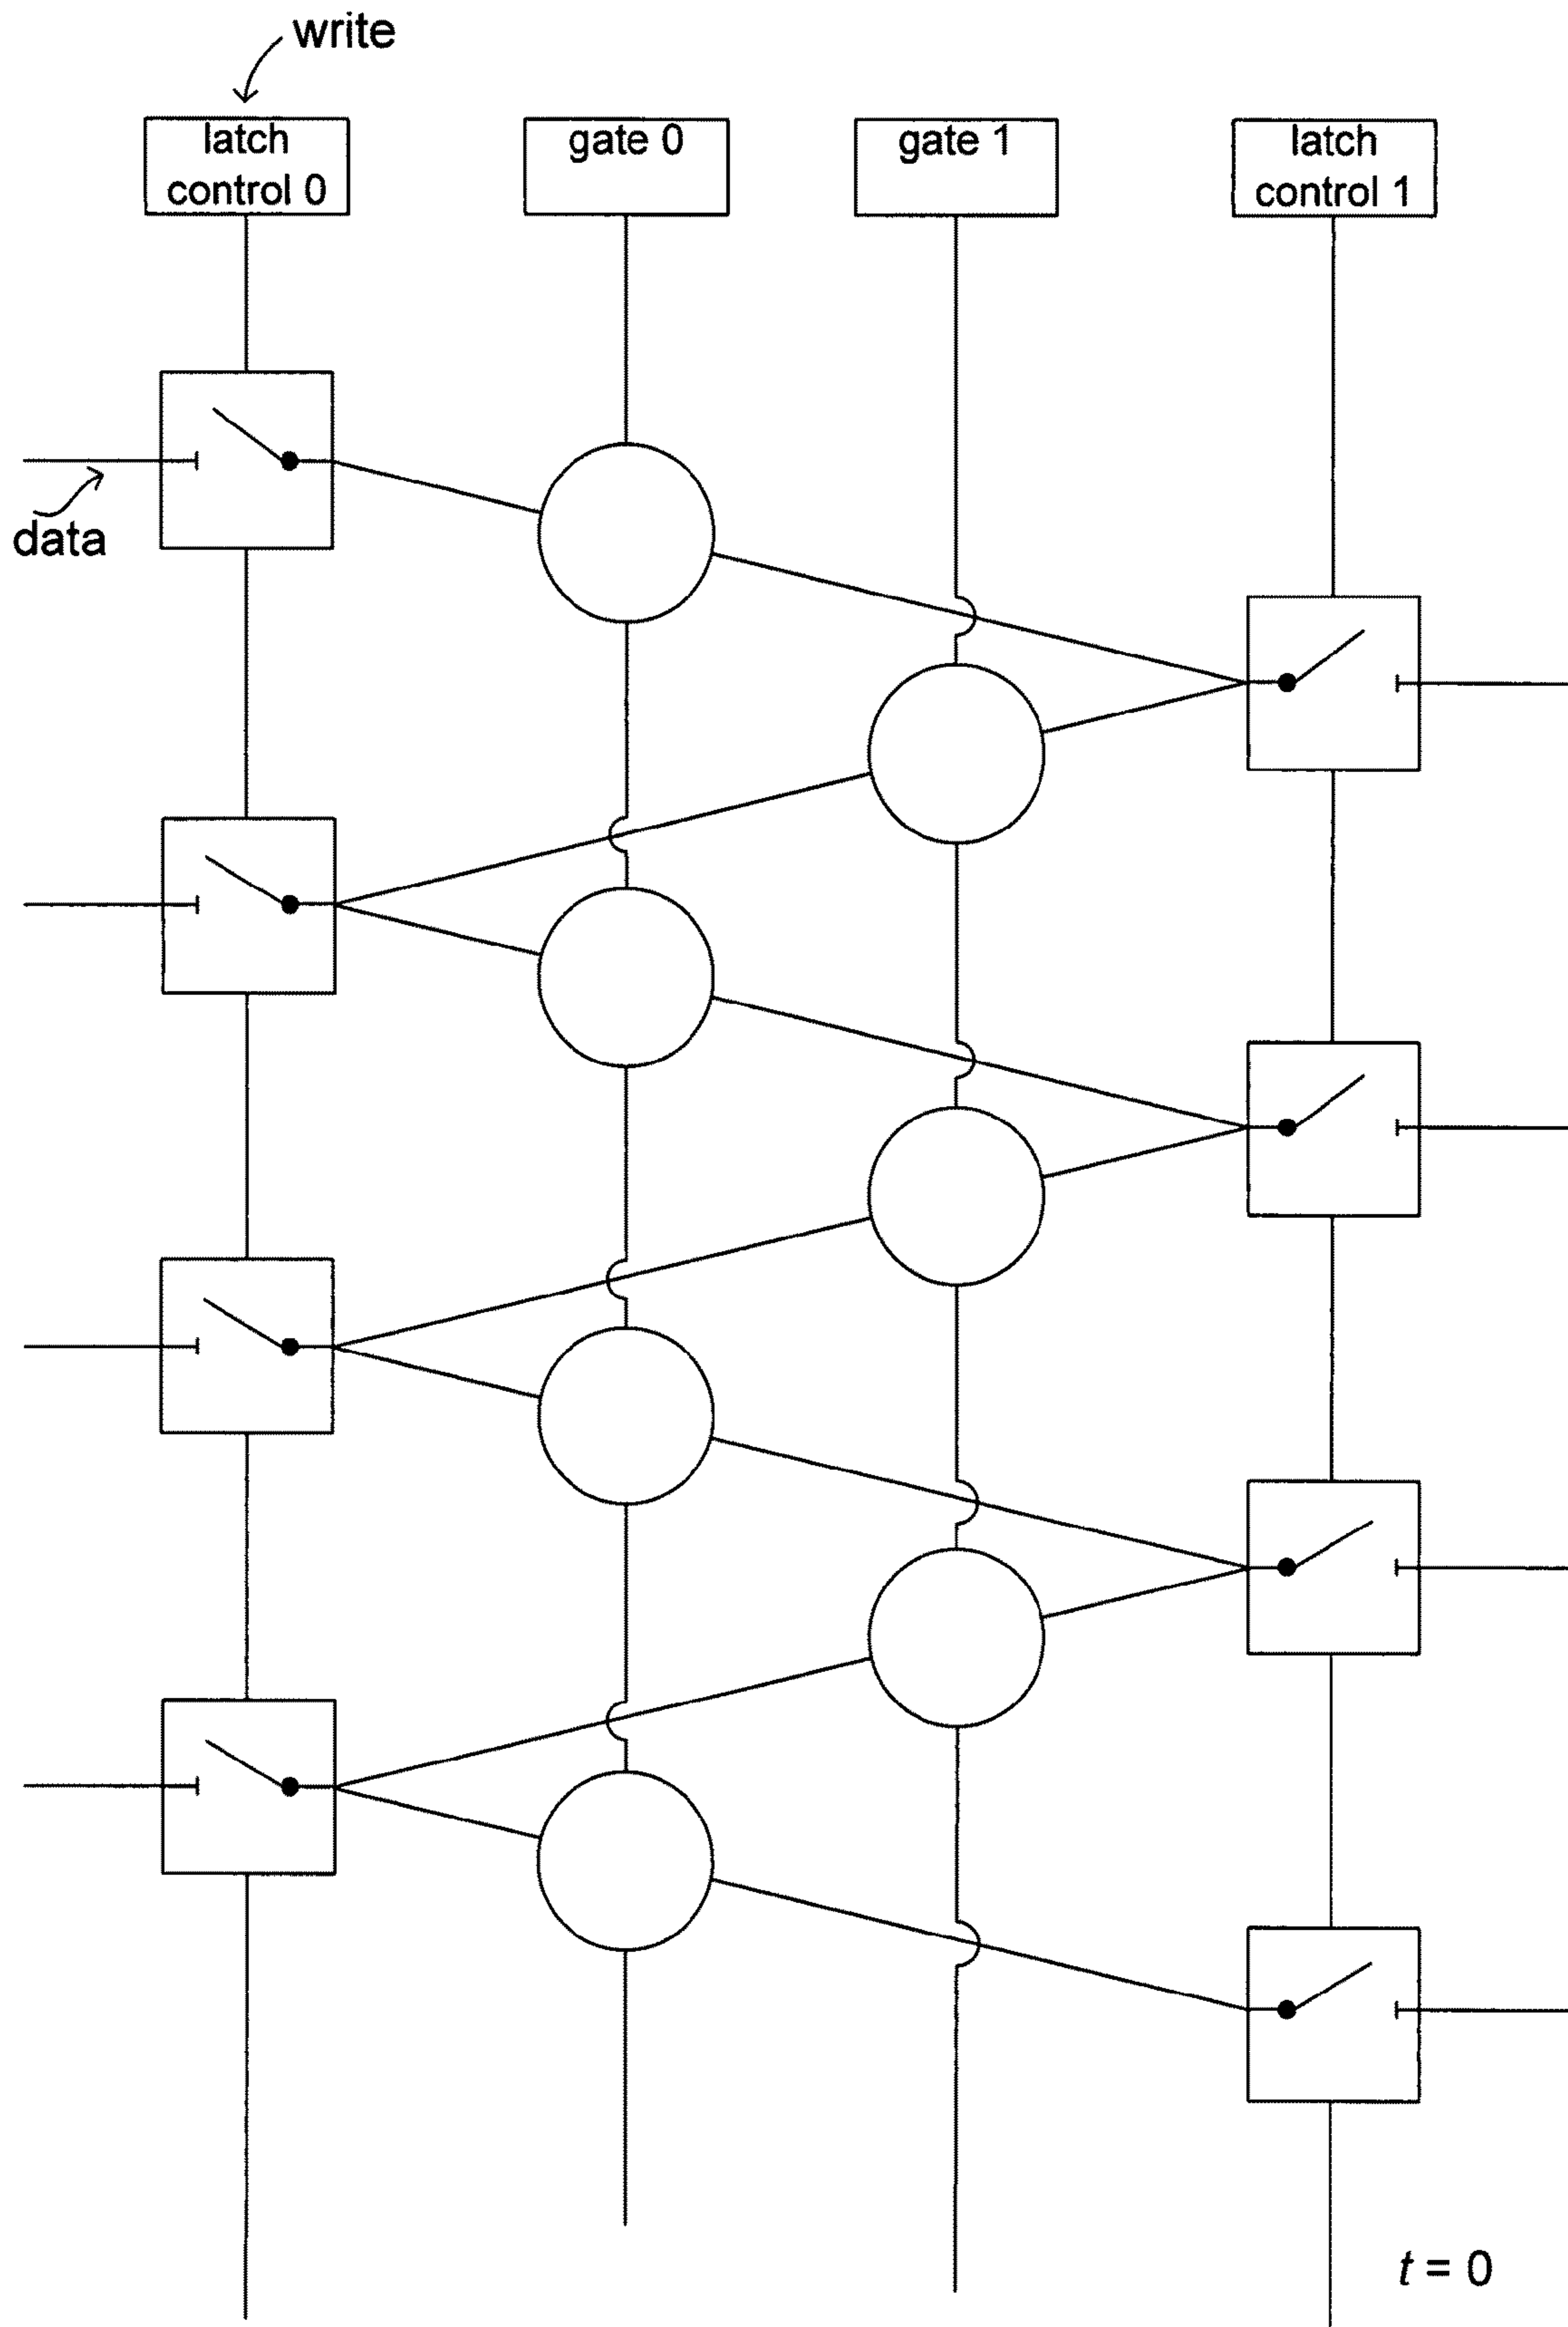 write
latch
control 0
gate 0
gate 1
latch
control 1
data
t = 0